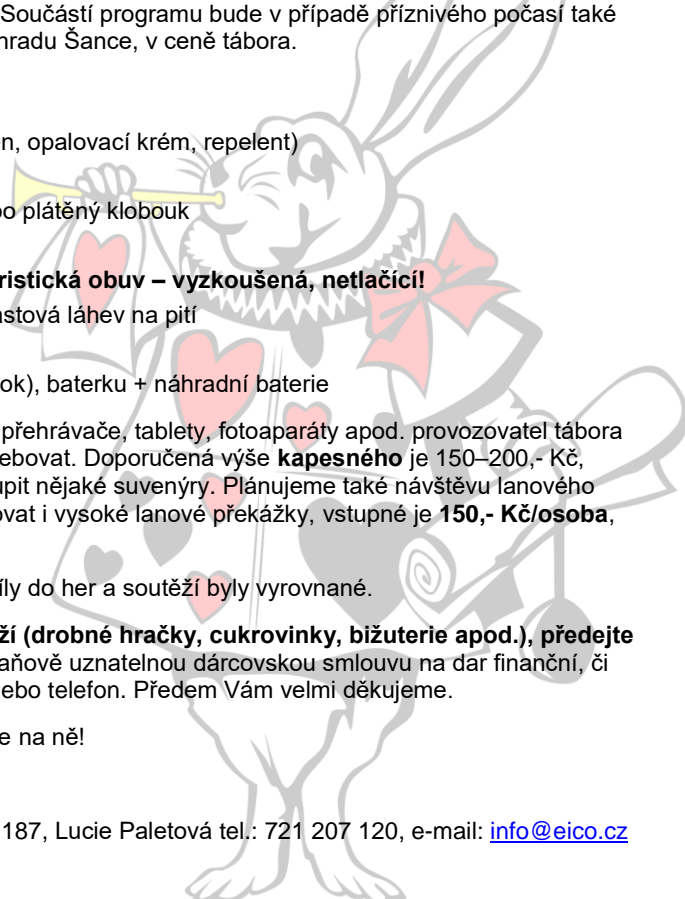 Součástí programu bude v případě příznivého počasí také
hradu Šance, v ceně tábora.
n, opalovací krém, repelent)
o plátěný klobouk
ristická obuv – vyzkoušená, netlačící!
astová láhev na pití
ok), baterku + náhradní baterie
přehrávače, tablety, fotoaparáty apod. provozovatel tábora
ebovat. Doporučená výše kapesného je 150–200,- Kč,
upit nějaké suvenýry. Plánujeme také návštěvu lanového
ovat i vysoké lanové překážky, vstupné je 150,- Kč/osoba,
íly do her a soutěží byly vyrovnané.
ží (drobné hračky, cukrovinky, bižuterie apod.), předejte
aňově uznatelnou dárcovskou smlouvu na dar finanční, či
ebo telefon. Předem Vám velmi děkujeme.
e na ně!
187, Lucie Paletová tel.: 721 207 120, e-mail: info@eico.cz